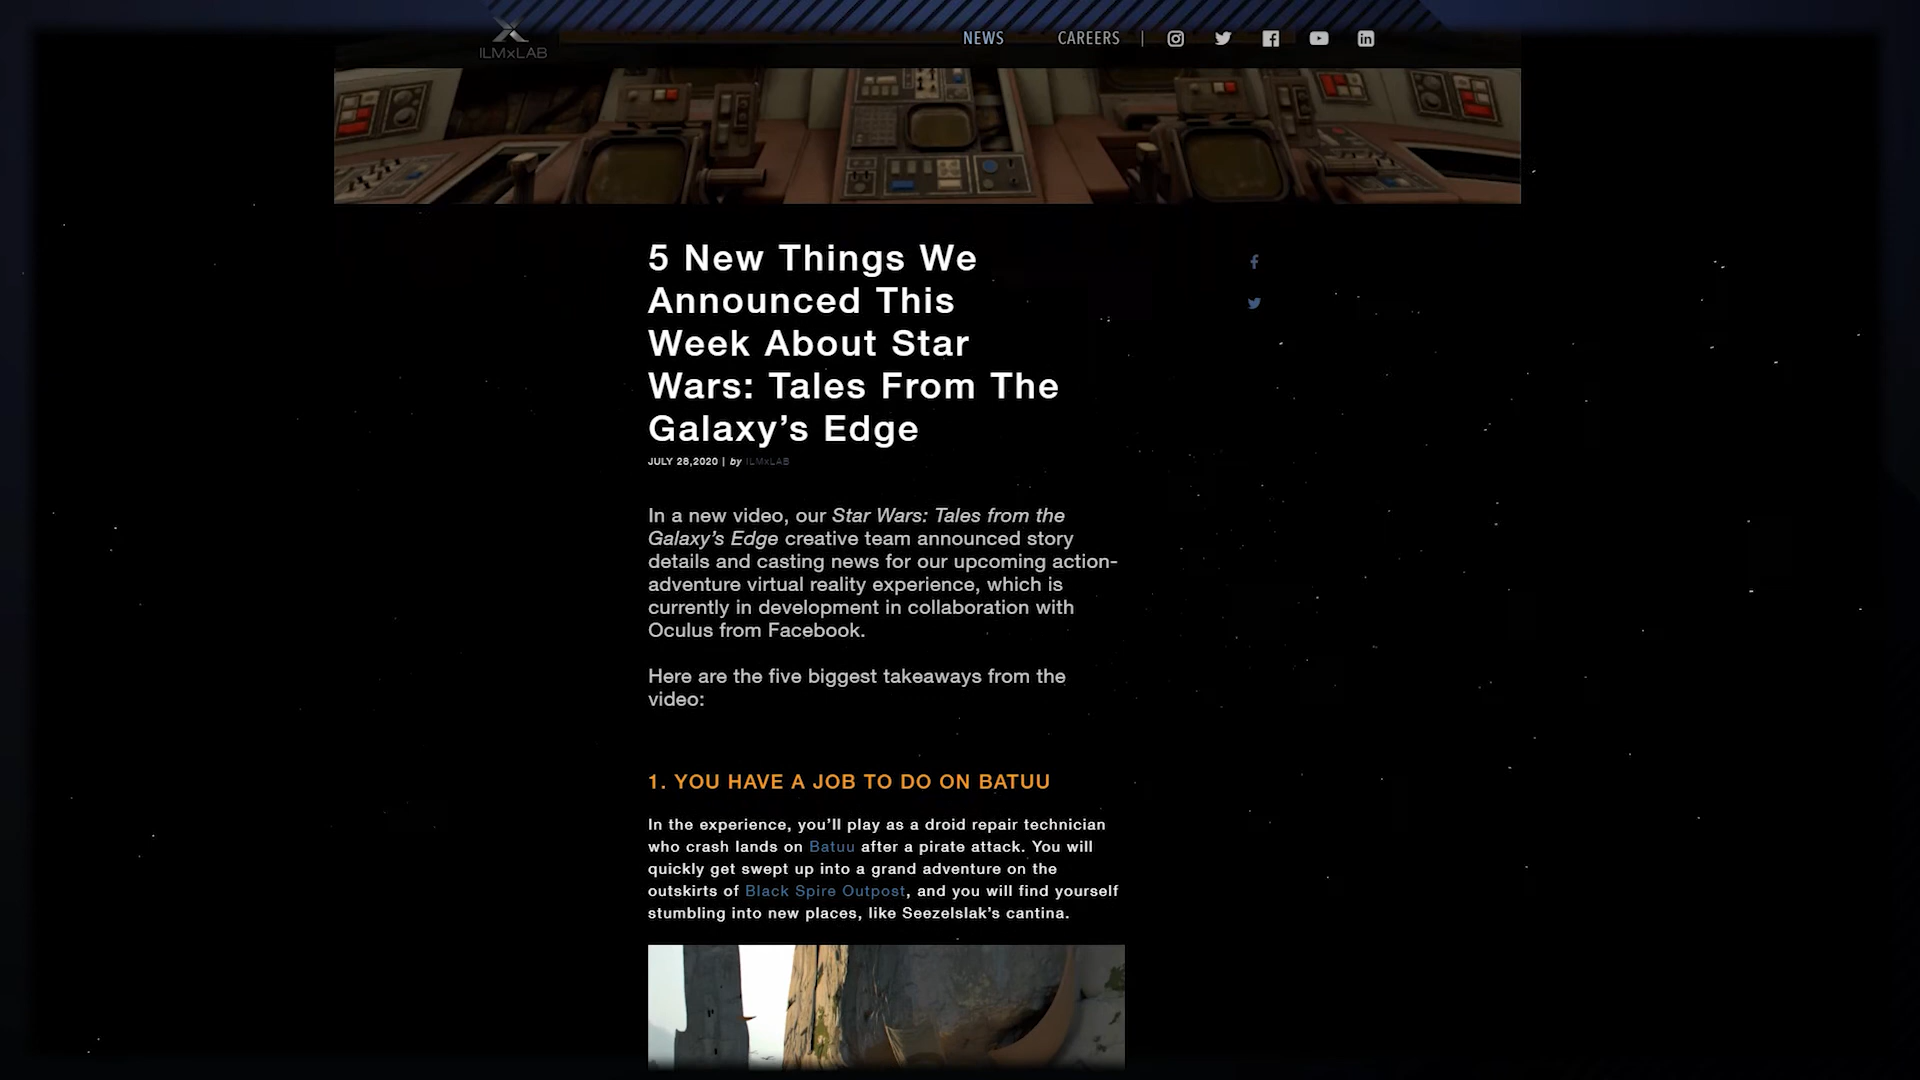 ILMxLAB
NEWS CAREERS |
5 New Things We
Announced This
Week About Star
Wars: Tales From The
Galaxy’s Edge
JULY 28,2020 | by ILMxLAB
In a new video, our Star Wars: Tales from the
Galaxy’s Edge creative team announced story
details and casting news for our upcoming action-
adventure virtual reality experience, which is
currently in development in collaboration with
Oculus from Facebook.
Here are the five biggest takeaways from the
video:
1. YOU HAVE A JOB TO DO ON BATUU
In the experience, you’ll play as a droid repair technician
who crash lands on Batuu after a pirate attack. You will
quickly get swept up into a grand adventure on the
outskirts of Black Spire Outpost, and you will find yourself
stumbling into new places, like Seezelslak’s cantina.